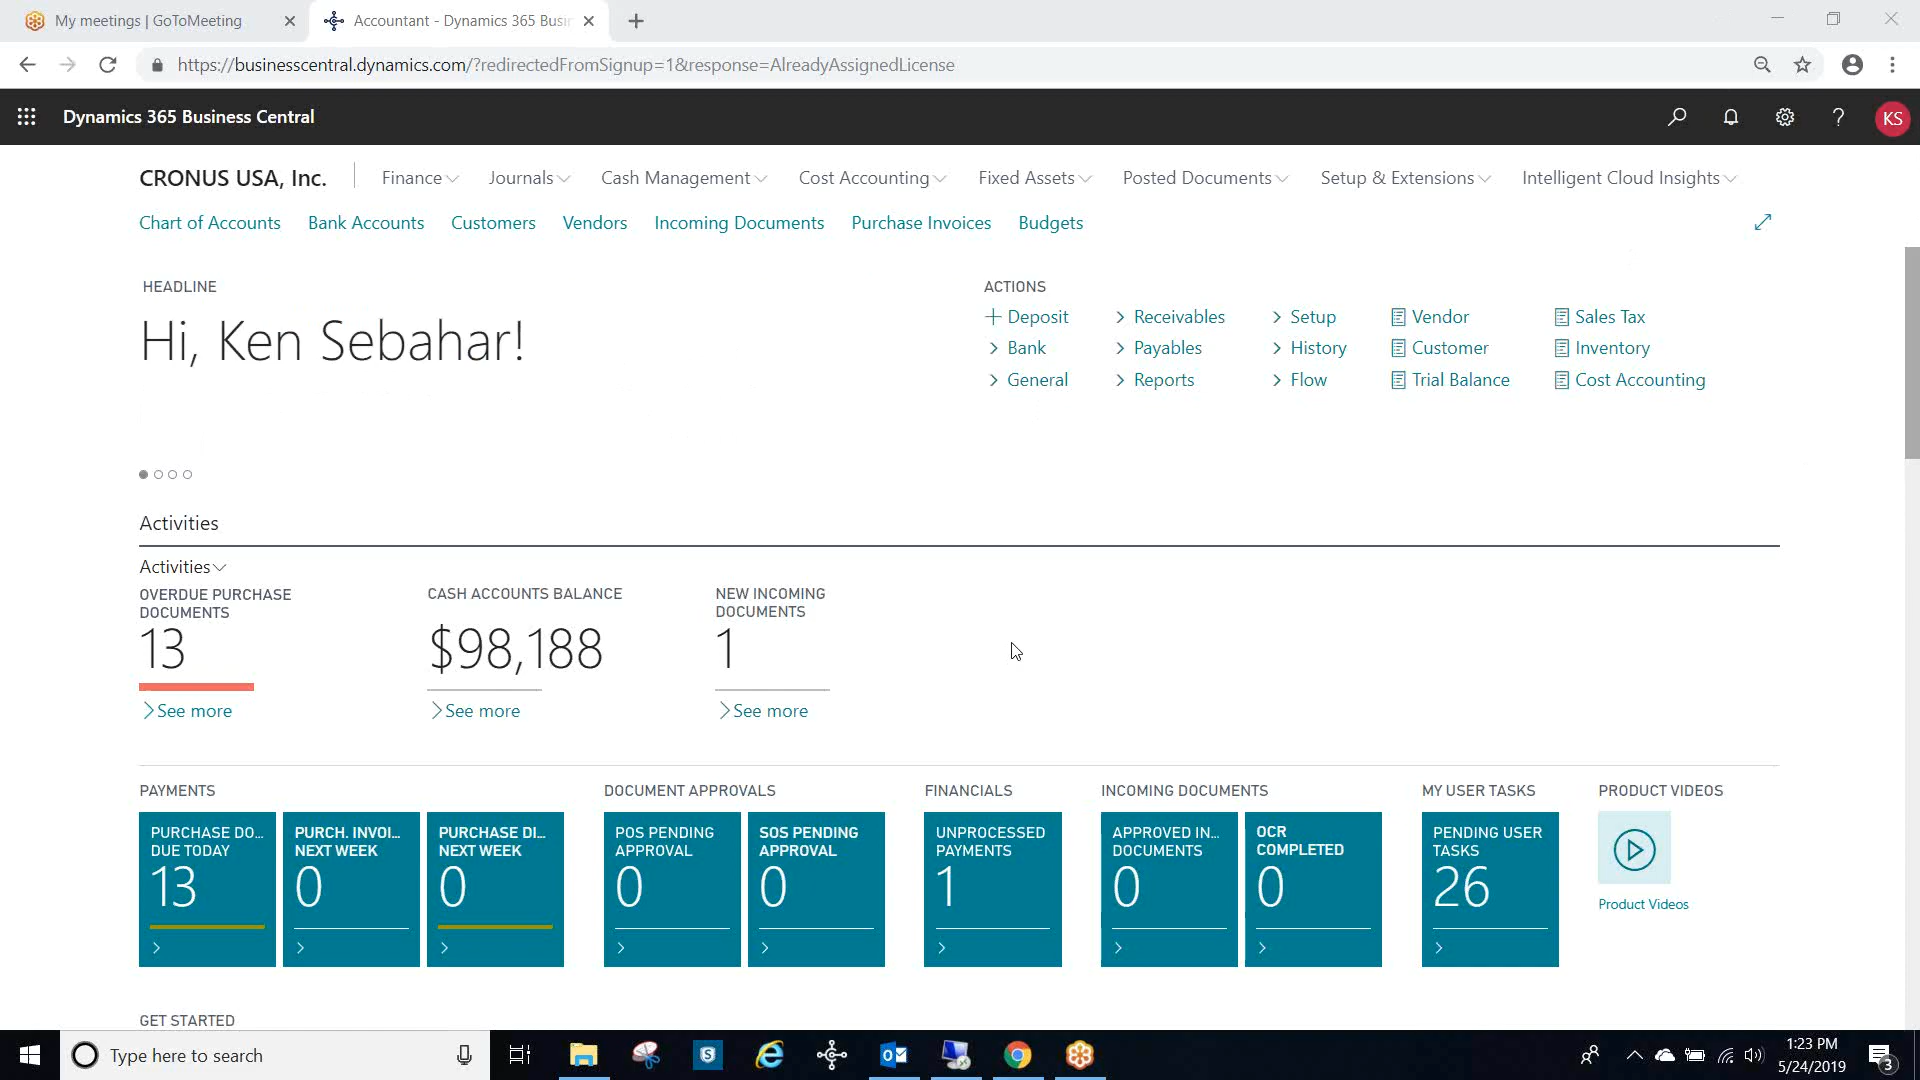 My meetings | GoToMeeting
Accountant - Dynamics 365 Busin
https://businesscentral.dynamics.com/?redirectedFromSignup=1&response=AlreadyAssignedLicense
Dynamics 365 Business Central
?
KS
CRONUS USA, Inc.
Finance Journals Cash Management Cost Accounting Fixed Assets Posted Documents Setup & Extensions Intelligent Cloud Insights
Chart of Accounts Bank Accounts Customers Vendors Incoming Documents Purchase Invoices Budgets
HEADLINE
Hi, Ken Sebahar!
ACTIONS
Deposit Receivables Setup Vendor Sales Tax
Bank Payables History Customer Inventory
General Reports Flow Trial Balance Cost Accounting
Activities
Activities
OVERDUE PURCHASE
DOCUMENTS
13
See more
CASH ACCOUNTS BALANCE
$98,188
See more
NEW INCOMING
DOCUMENTS
1
See more
PAYMENTS
PURCHASE DO...
DUE TODAY
13
PURCH. INVOI...
NEXT WEEK
0
PURCHASE DI...
NEXT WEEK
0
DOCUMENT APPROVALS
POS PENDING
APPROVAL
0
SOS PENDING
APPROVAL
0
FINANCIALS
UNPROCESSED
PAYMENTS
1
INCOMING DOCUMENTS
APPROVED IN...
DOCUMENTS
0
OCR
COMPLETED
0
MY USER TASKS
PENDING USER
TASKS
26
PRODUCT VIDEOS
Product Videos
GET STARTED
Type here to search
1:23 PM
5/24/2019
3